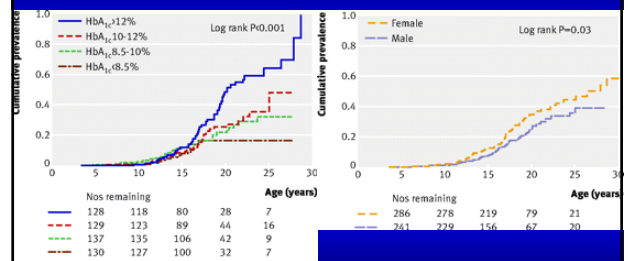 Cumulative prevalence
1.0
0.8
0.6
0.4
0.2
0
HbA1c>12%
HbA1c10-12%
HbA1c8.5-10%
HbA1c<8.5%
Log rank P<0.001
0 5 10 15 20 25 30
Age (years)
Nos remaining
128 118 80 28 7
129 123 89 44 16
137 135 106 42 9
130 127 100 32 7
Cumulative prevalence
1.0
0.8
0.6
0.4
0.2
0
Female
Male
Log rank P=0.03
0 5 10 15 20 25 30
Age (years)
Nos remaining
286 278 219 79 21
241 229 156 67 20